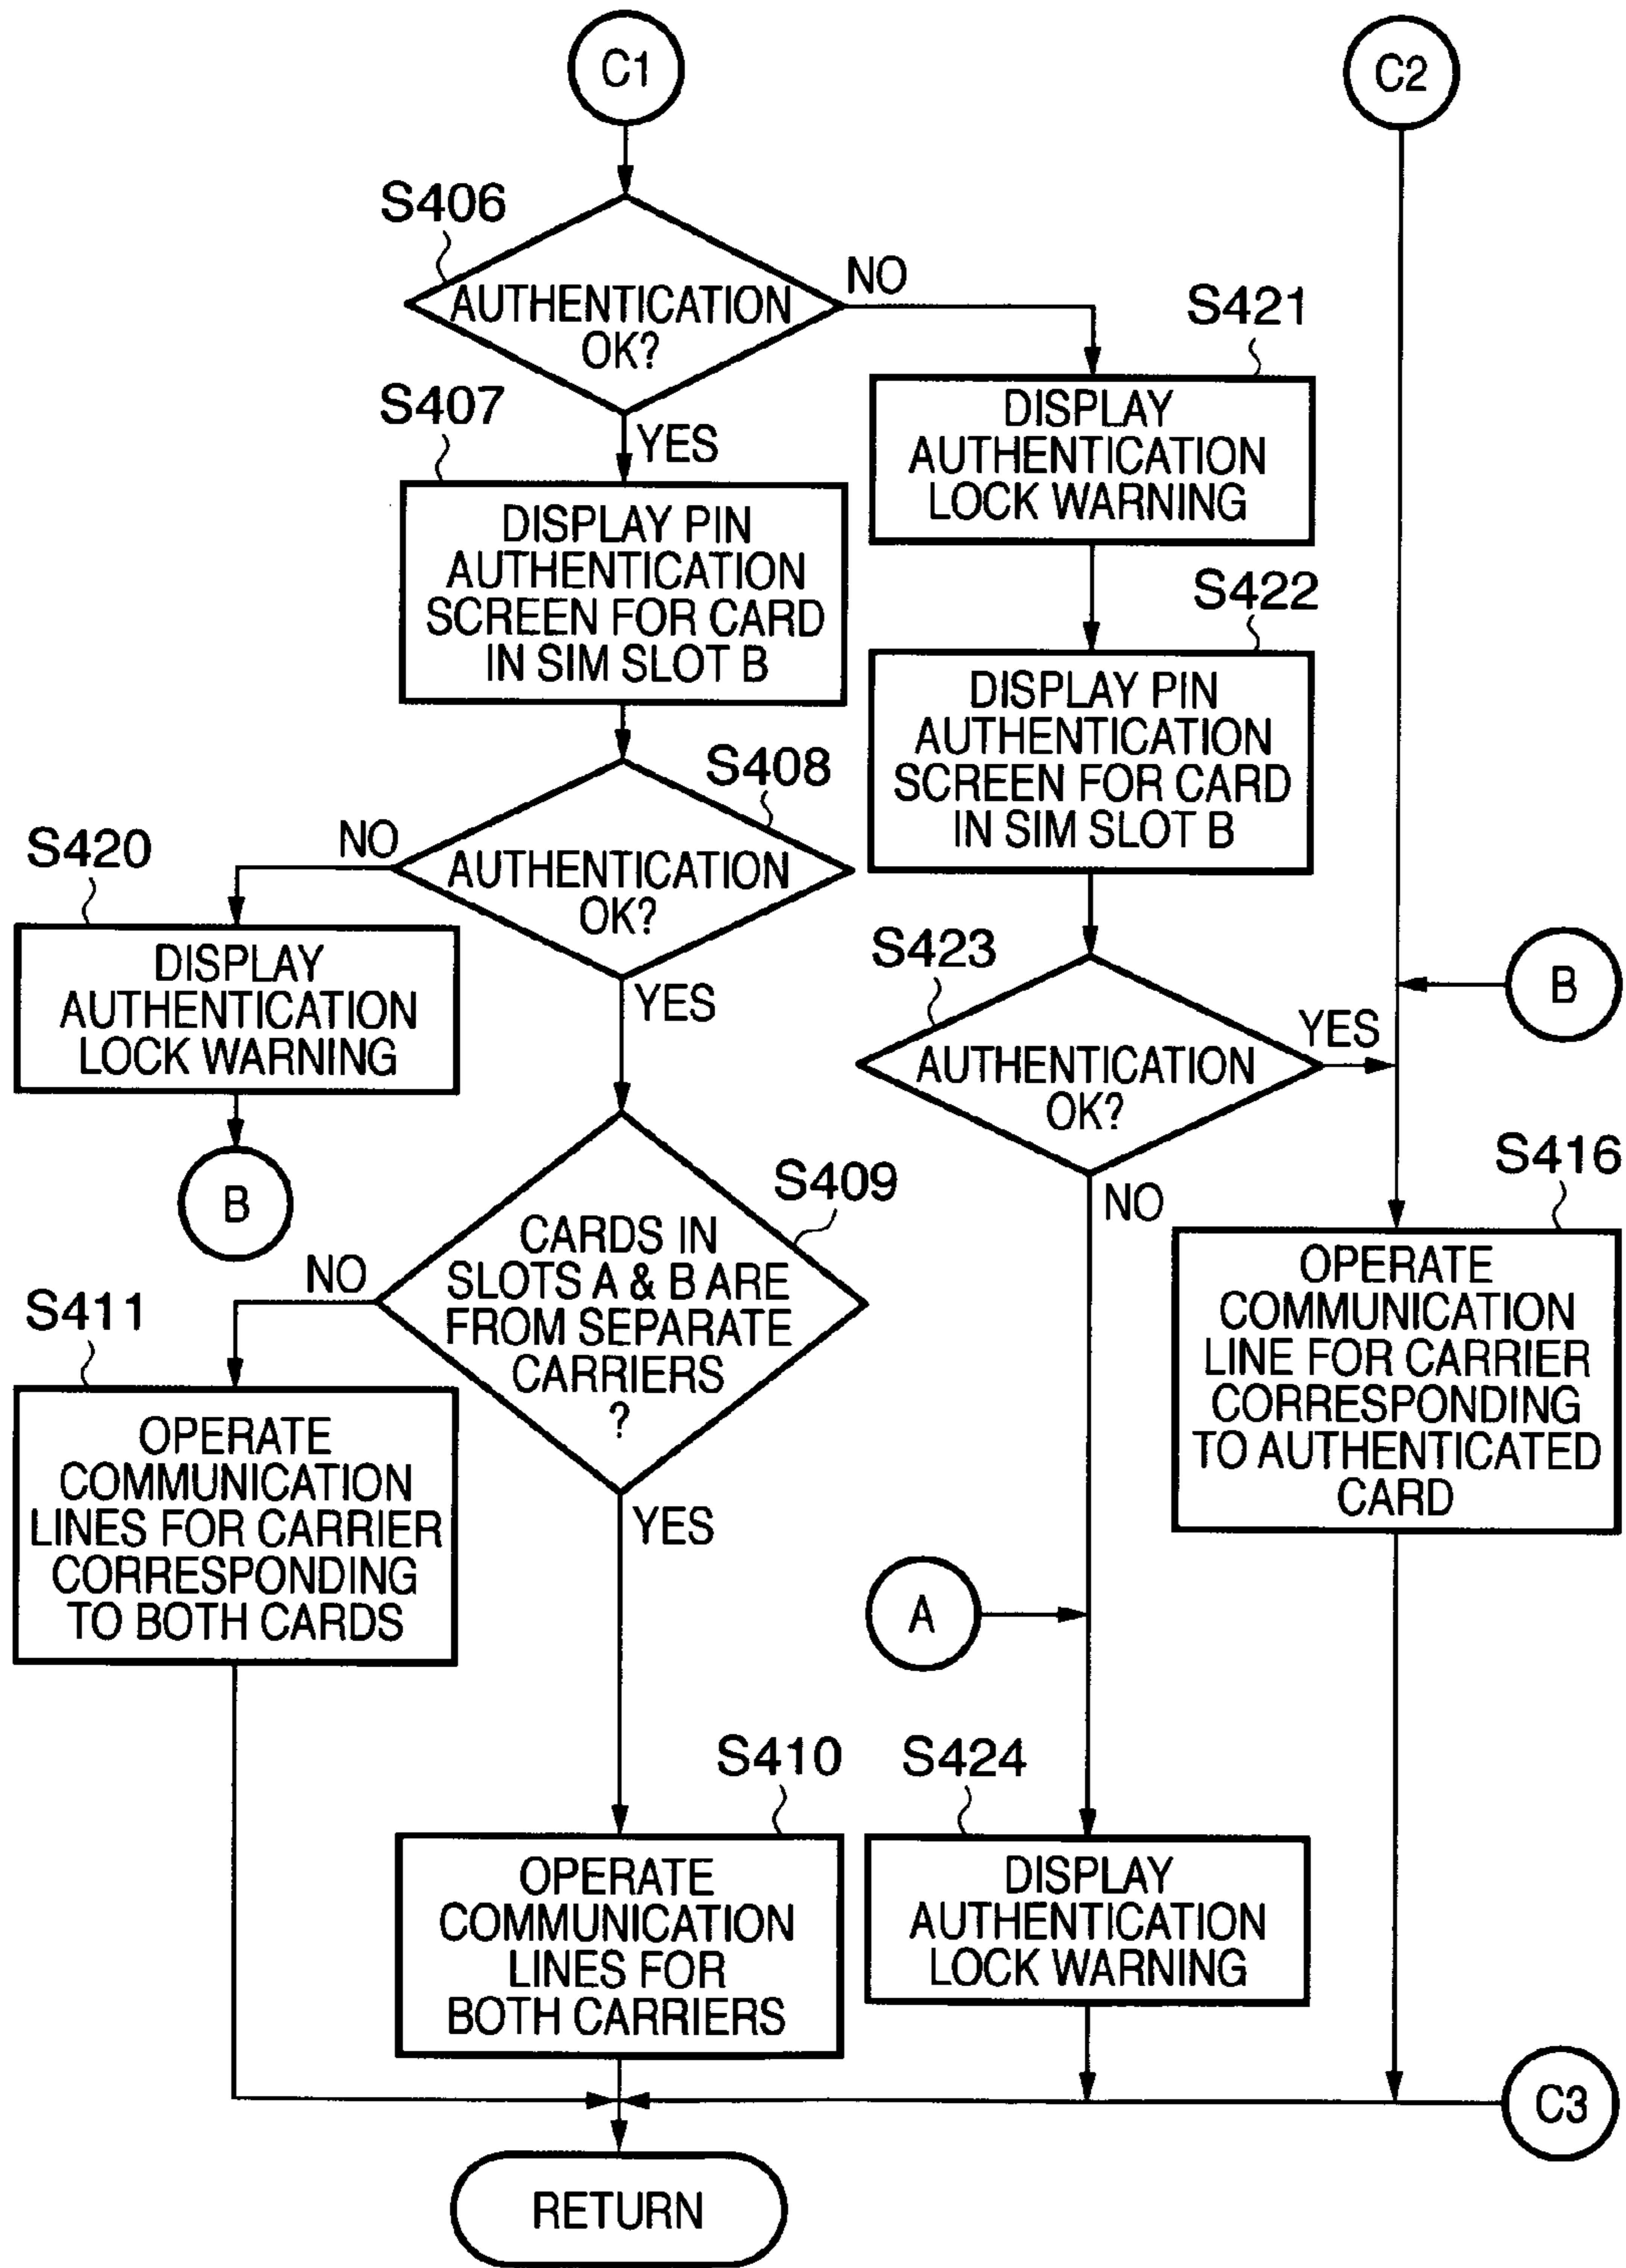 C1
C2
S406
AUTHENTICATION
OK?
NO
YES
S421
DISPLAY
AUTHENTICATION
LOCK WARNING
S407
DISPLAY PIN
AUTHENTICATION
SCREEN FOR CARD
IN SIM SLOT B
S422
DISPLAY PIN
AUTHENTICATION
SCREEN FOR CARD
IN SIM SLOT B
S408
AUTHENTICATION
OK?
NO
YES
S420
DISPLAY
AUTHENTICATION
LOCK WARNING
B
S423
AUTHENTICATION
OK?
YES
NO
B
S409
CARDS IN
SLOTS A & B ARE
FROM SEPARATE
CARRIERS
?
NO
YES
S416
OPERATE
COMMUNICATION
LINE FOR CARRIER
CORRESPONDING
TO AUTHENTICATED
CARD
S411
OPERATE
COMMUNICATION
LINES FOR CARRIER
CORRESPONDING
TO BOTH CARDS
A
S410
OPERATE
COMMUNICATION
LINES FOR
BOTH CARRIERS
S424
DISPLAY
AUTHENTICATION
LOCK WARNING
C3
RETURN